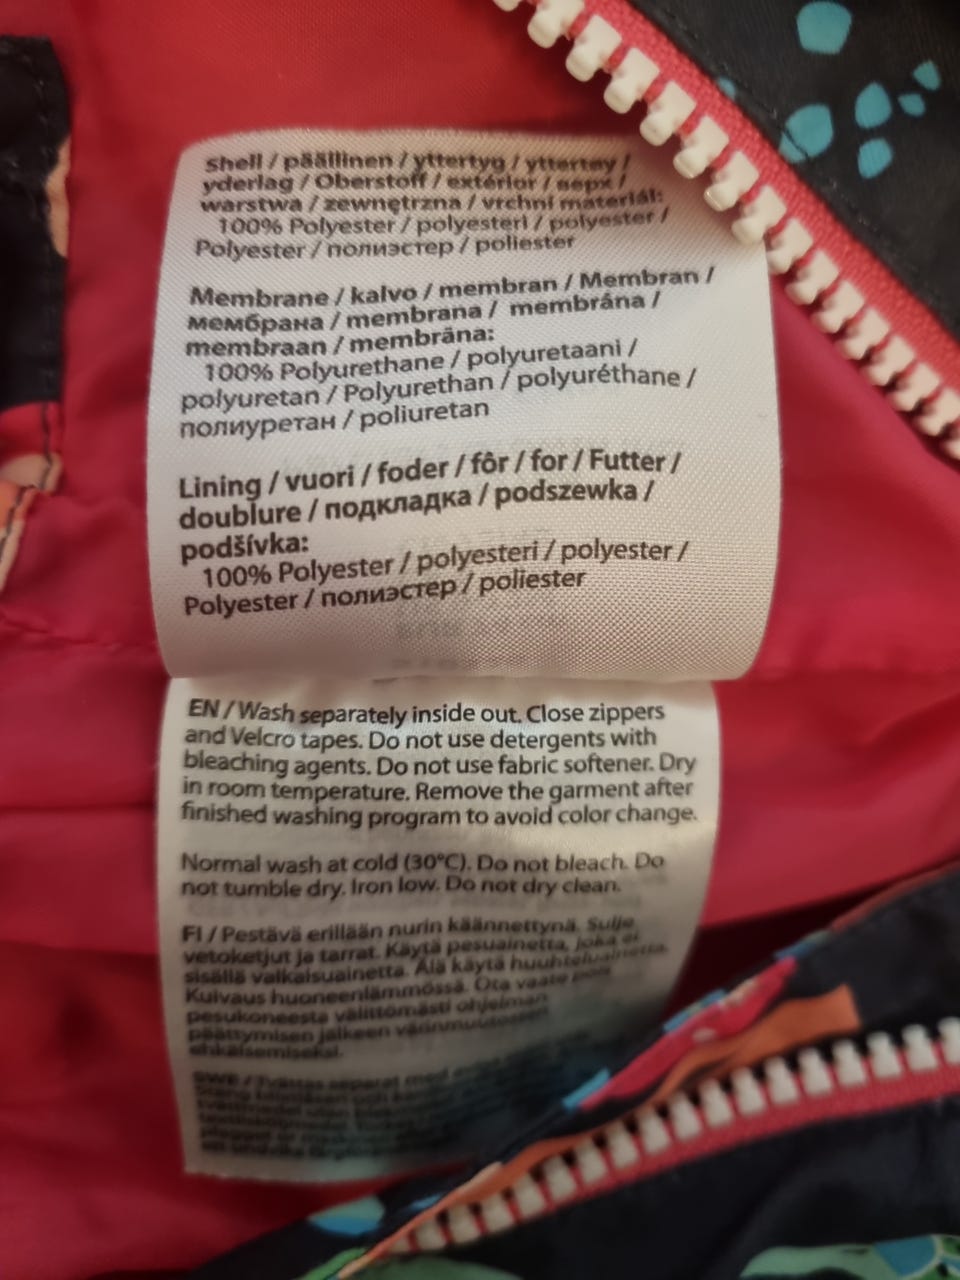 Shell / päällinen / yttertyg / yttertøy /
yderlag / Oberstoff / extérior / верх /
warstwa / zewnętrzna / vrchní materiál:
100% Polyester / polyesteri / polyester /
Polyester / полиэстер / poliester
Membrane / kalvo / membran / Membran /
мембрана / membrana / membrána /
membraan / membrāna:
100% Polyurethane / polyuretaani /
polyuretan / Polyurethan / polyuréthane /
полиуретан / poliuretan
Lining / vuori / foder / fôr / for / Futter /
doublure / подкладка / podszewka /
podšívka:
100% Polyester / polyesteri / polyester /
Polyester / полиэстер / poliester
EN / Wash separately inside out. Close zippers
and Velcro tapes. Do not use detergents with
bleaching agents. Do not use fabric softener. Dry
in room temperature. Remove the garment after
finished washing program to avoid color change.
Normal wash at cold (30°C). Do not bleach. Do
not tumble dry. Iron low. Do not dry clean.
FI / Pestävä erillään nurin käännettynä. Sulje
vetoketjut ja tarrat. Käytä pesuainetta, joka ei
sisällä valkaisuainetta. Älä käytä huuhteluainetta.
Kuivaus huoneenlämmössä. Ota vaate pois
pesukoneesta välittömästi ohjelman
päättymisen jälkeen värinmuutoksen
ehkäisemiseksi.
SWE / Tvättas separat med